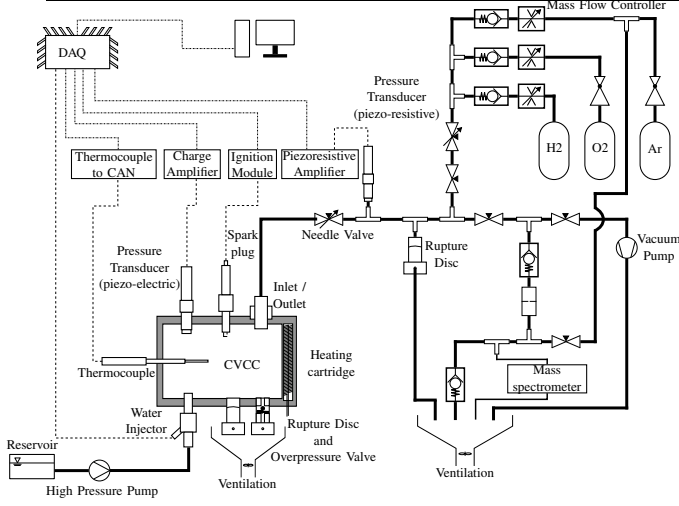 Mass Flow Controller
DAQ
Pressure
Transducer
(piezo-resistive)
Thermocouple
to CAN
Charge
Amplifier
Ignition
Module
Piezoresistive
Amplifier
H2
O2
Ar
Needle Valve
Spark
plug
Rupture
Disc
Vacuum
Pump
Pressure
Transducer
(piezo-electric)
Inlet /
Outlet
CVCC
Heating
cartridge
Thermocouple
Mass
spectrometer
Water
Injector
Rupture Disc
and
Overpressure Valve
Reservoir
High Pressure Pump
Ventilation
Ventilation